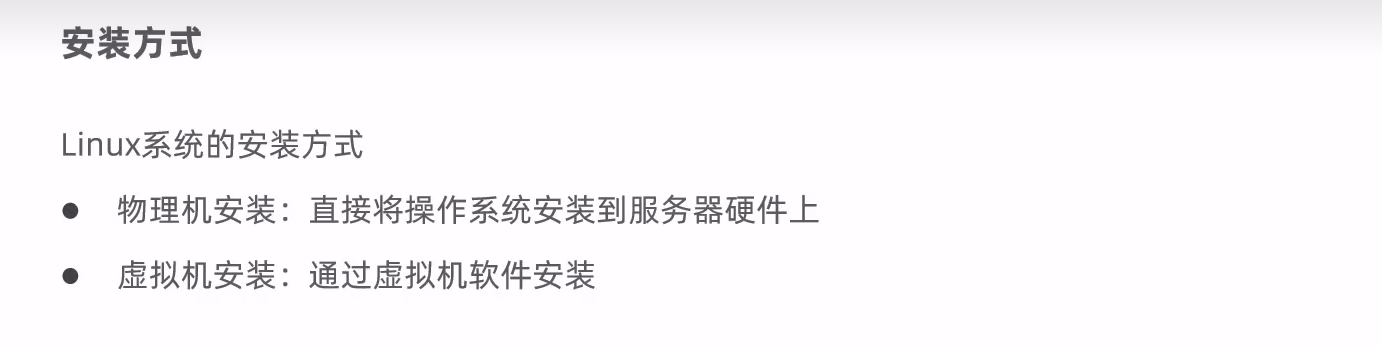 安装方式
Linux系统的安装方式
● 物理机安装：直接将操作系统安装到服务器硬件上
● 虚拟机安装：通过虚拟机软件安装